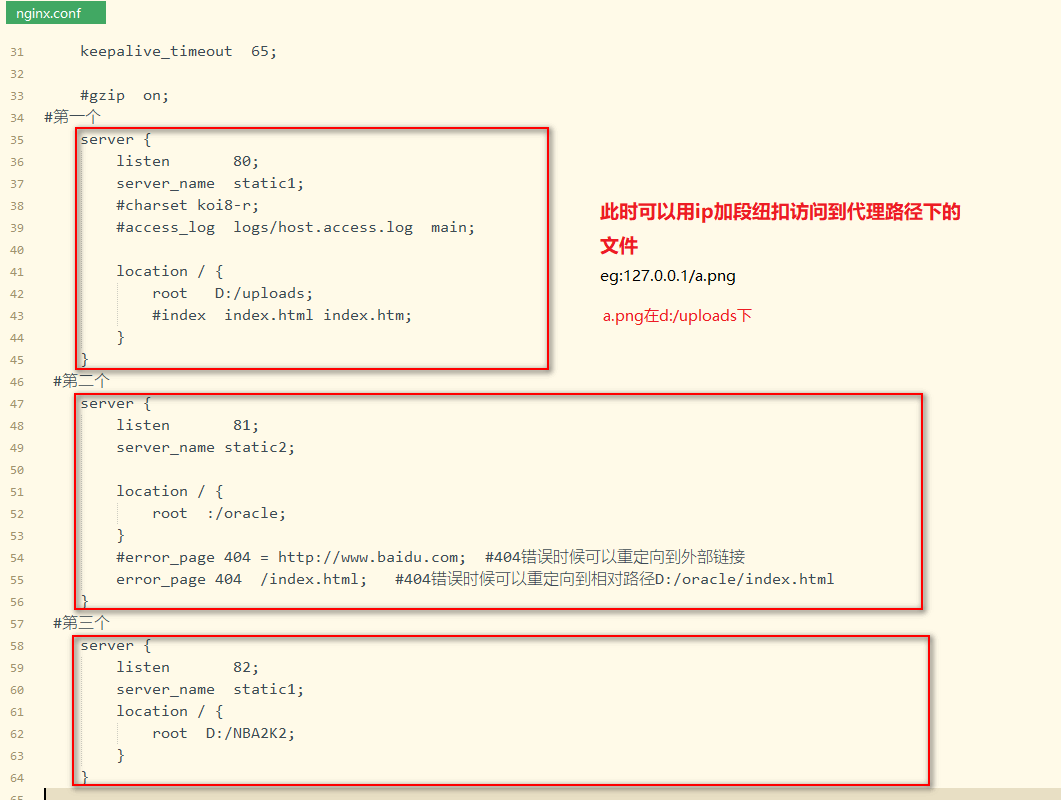 nginx.conf
31 keepalive_timeout  65;
32
33 #gzip  on;
34 #第一个
35 server {
36 listen       80;
37 server_name  static1;
38 #charset koi8-r;
39 #access_log  logs/host.access.log  main;
40
41 location / {
42 root   D:/uploads;
43 #index  index.html index.htm;
44 }
45 }
46 #第二个
47 server {
48 listen       81;
49 server_name static2;
50
51 location / {
52 root  :/oracle;
53 }
54 #error_page 404 = http://www.baidu.com;  #404错误时候可以重定向到外部链接
55 error_page 404  /index.html;   #404错误时候可以重定向到相对路径D:/oracle/index.html
56 }
57 #第三个
58 server {
59 listen       82;
60 server_name  static1;
61 location / {
62 root  D:/NBA2K2;
63 }
64 }
65
此时可以用ip加段纽扣访问到代理路径下的
文件
eg:127.0.0.1/a.png
a.png在d:/uploads下